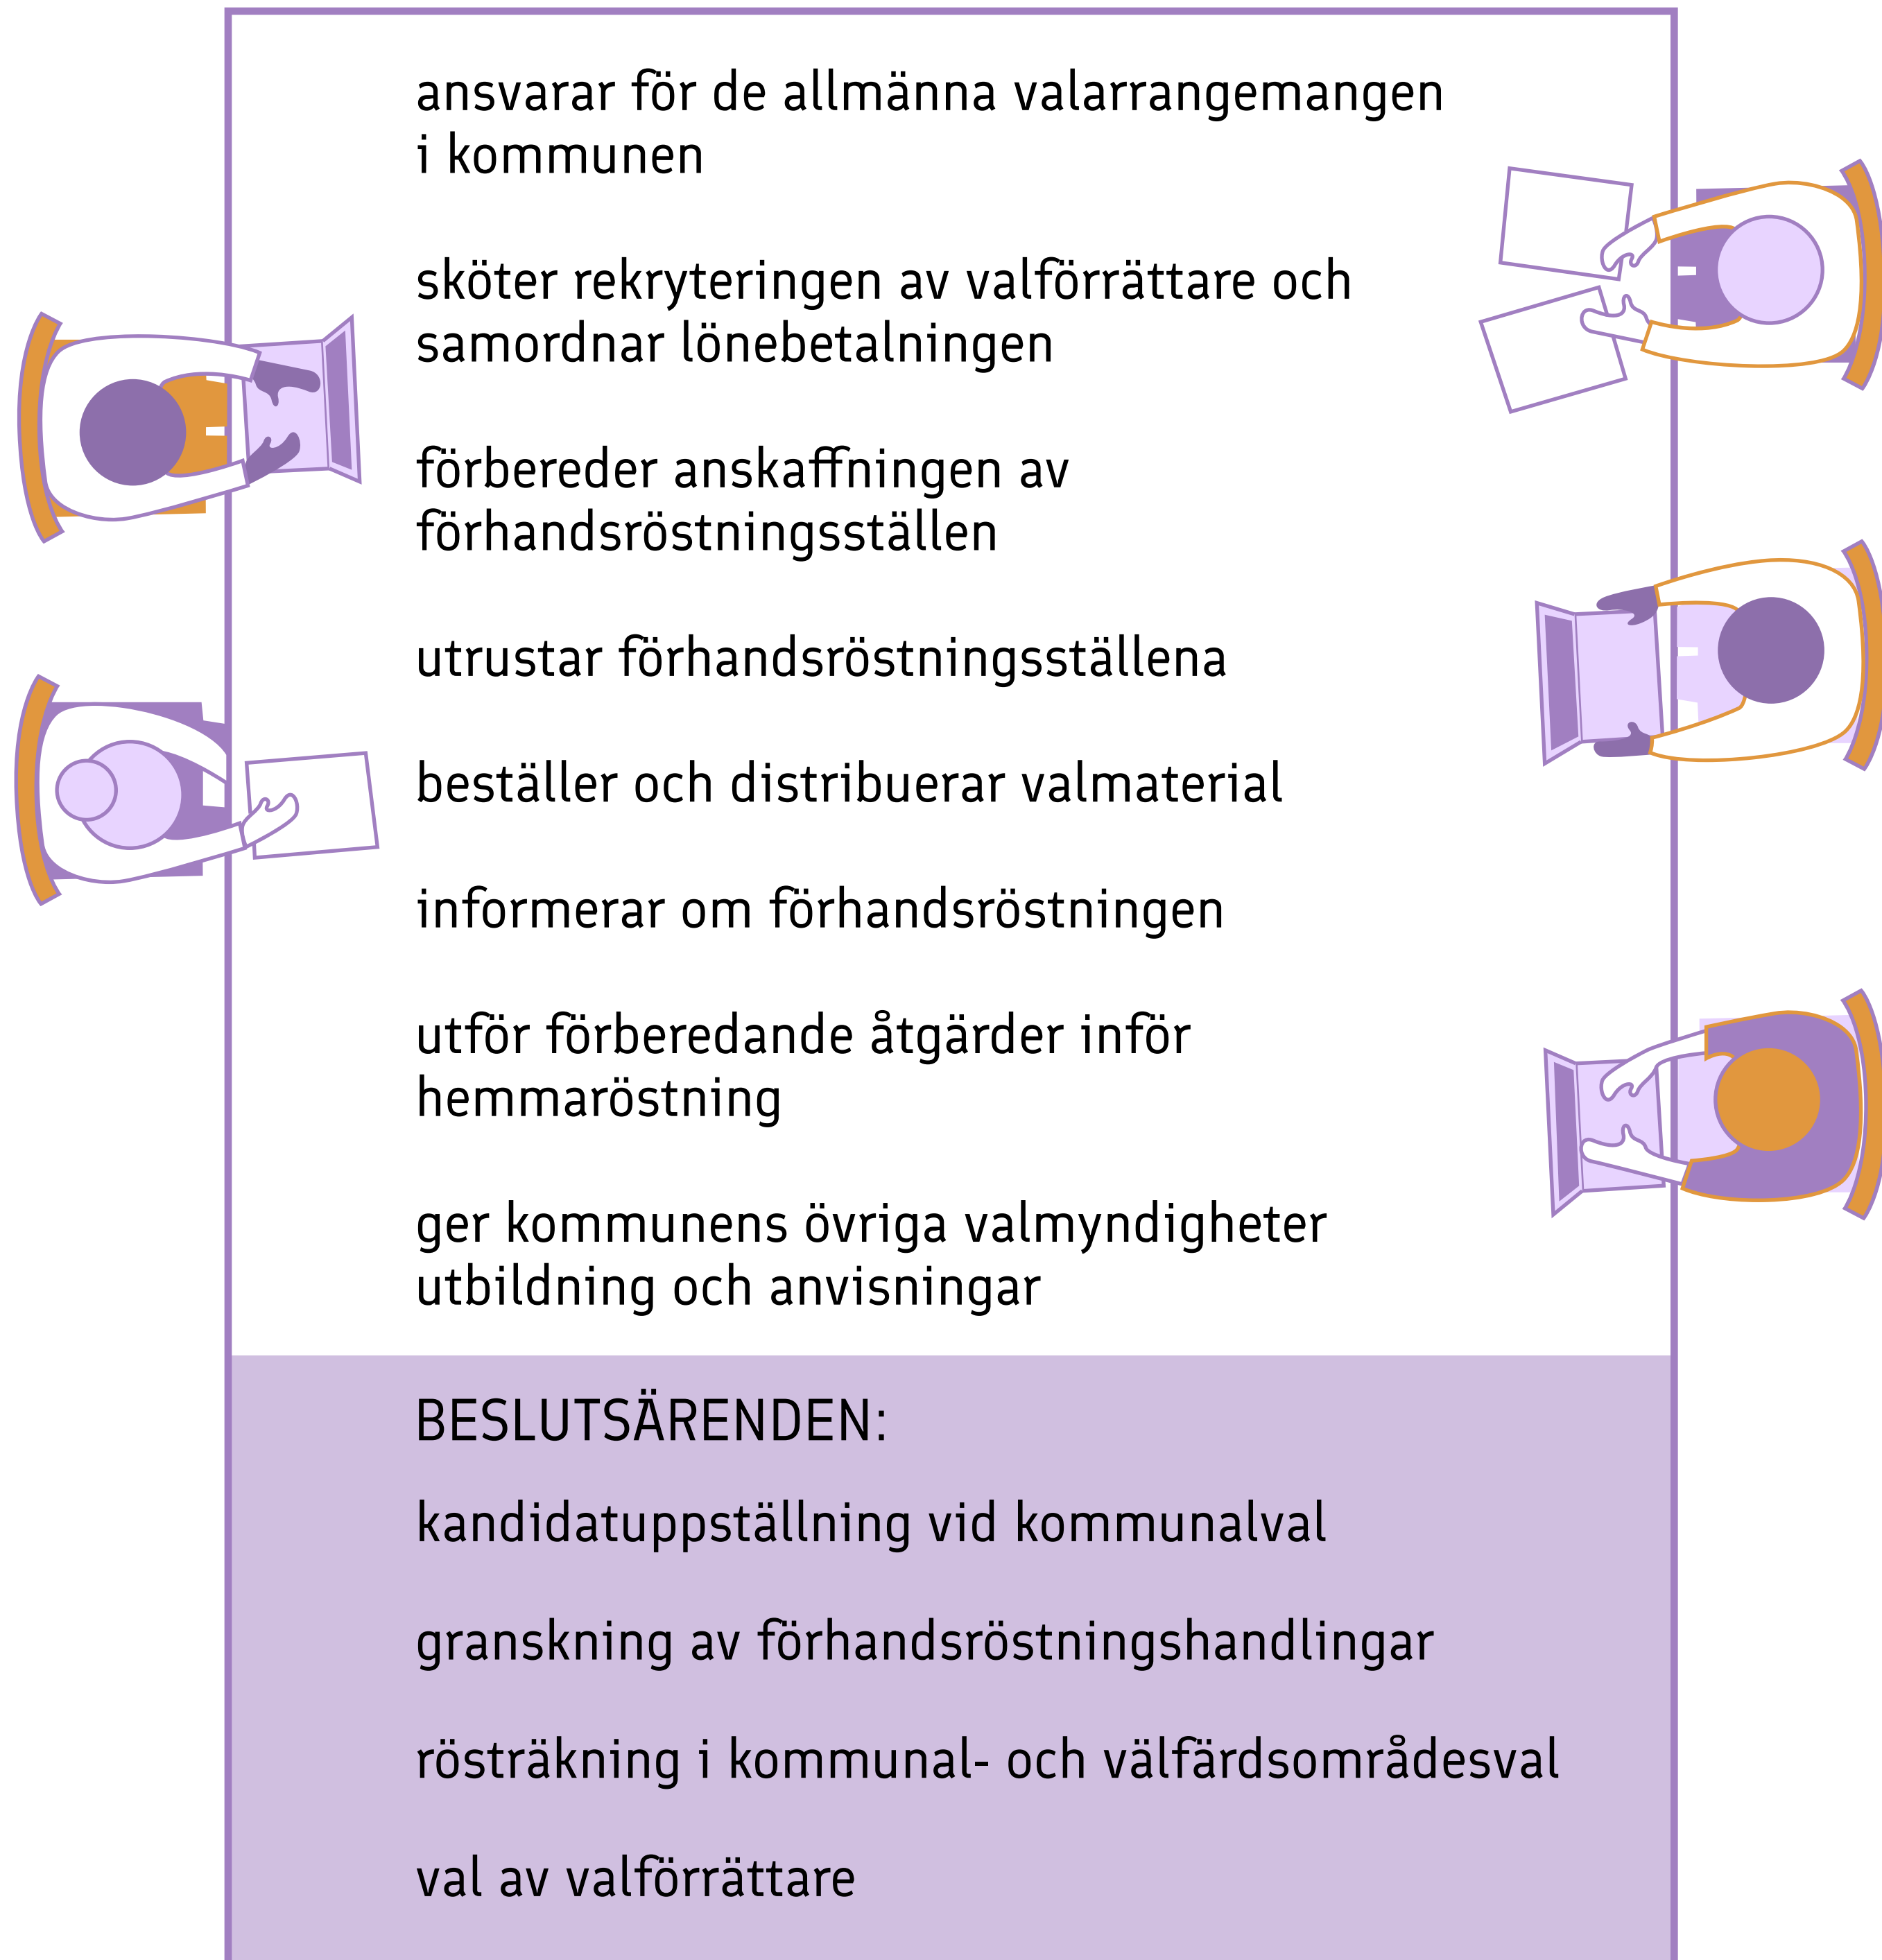 ansvarar för de allmänna valarrangemangen
i kommunen
sköter rekryteringen av valförrättare och
samordnar lönebetalningen
förbereder anskaffningen av
förhandsröstningsställen
utrustar förhandsröstningsställena
beställer och distribuerar valmaterial
informerar om förhandsröstningen
utför förberedande åtgärder inför
hemmaröstning
ger kommunens övriga valmyndigheter
utbildning och anvisningar
BESLUTSÄRENDEN:
kandidatuppställning vid kommunalval
granskning av förhandsröstningshandlingar
rösträkning i kommunal- och välfärdsområdesval
val av valförrättare